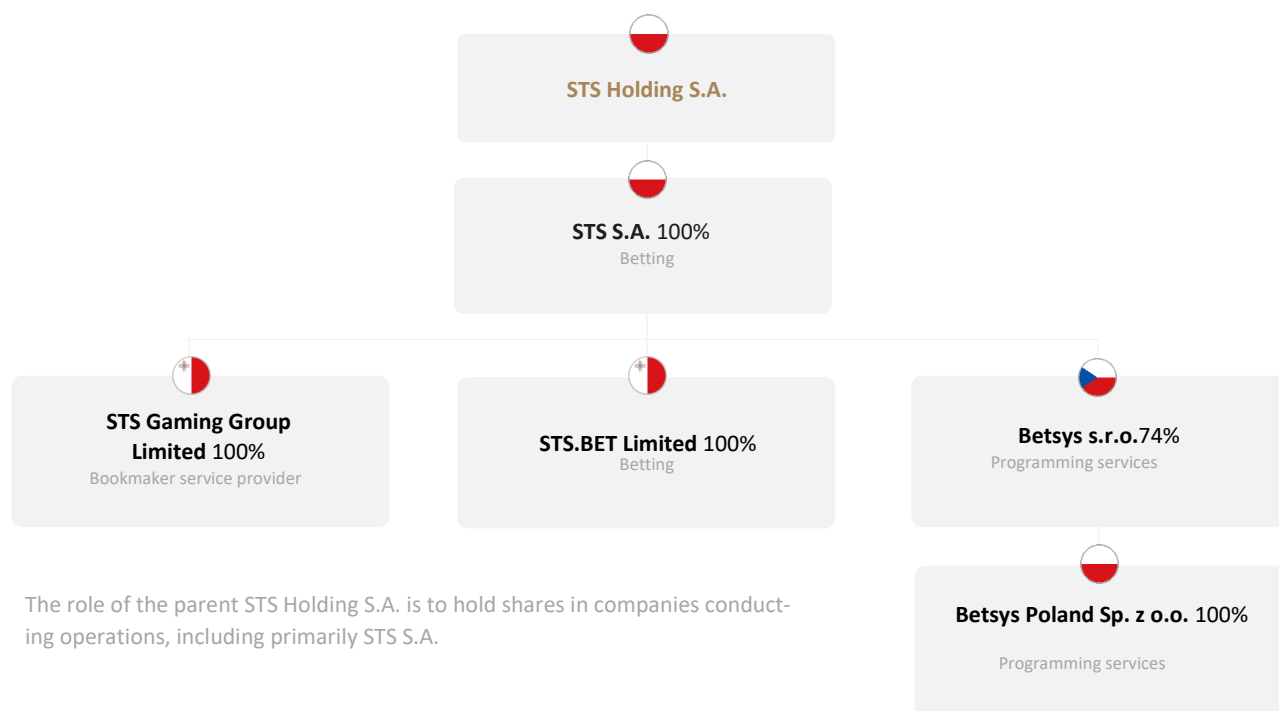 STS Holding S.A.
STS S.A. 100%
Betting
STS Gaming Group
Limited 100%
Bookmaker service provider
STS.BET Limited 100%
Betting
Betsys s.r.o.74%
Programming services
Betsys Poland Sp. z o.o. 100%
Programming services
The role of the parent STS Holding S.A. is to hold shares in companies conduct-
ing operations, including primarily STS S.A.